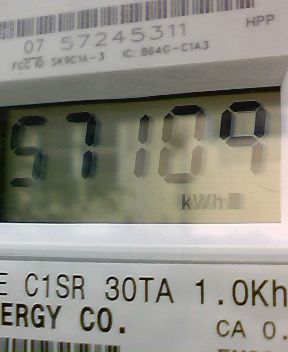 HPP
07 57245311
FCC ID: SK9C1A-3 IC: 864G-C1A3
57109
kWh
E C1SR 30TA 1.0Kh
ERGY CO.
CA 0.